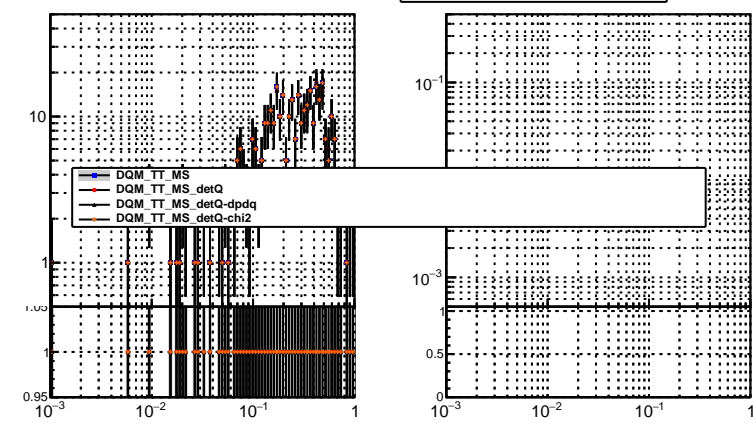 10
10⁻¹
DQM_TT_MS
DQM_TT_MS_detQ
DQM_TT_MS_detQ-dpdq
DQM_TT_MS_detQ-chi2
1
10⁻³
1.05
1
1
0.5
0.95
0
10⁻³ 10⁻² 10⁻¹ 1
10⁻³ 10⁻² 10⁻¹ 1